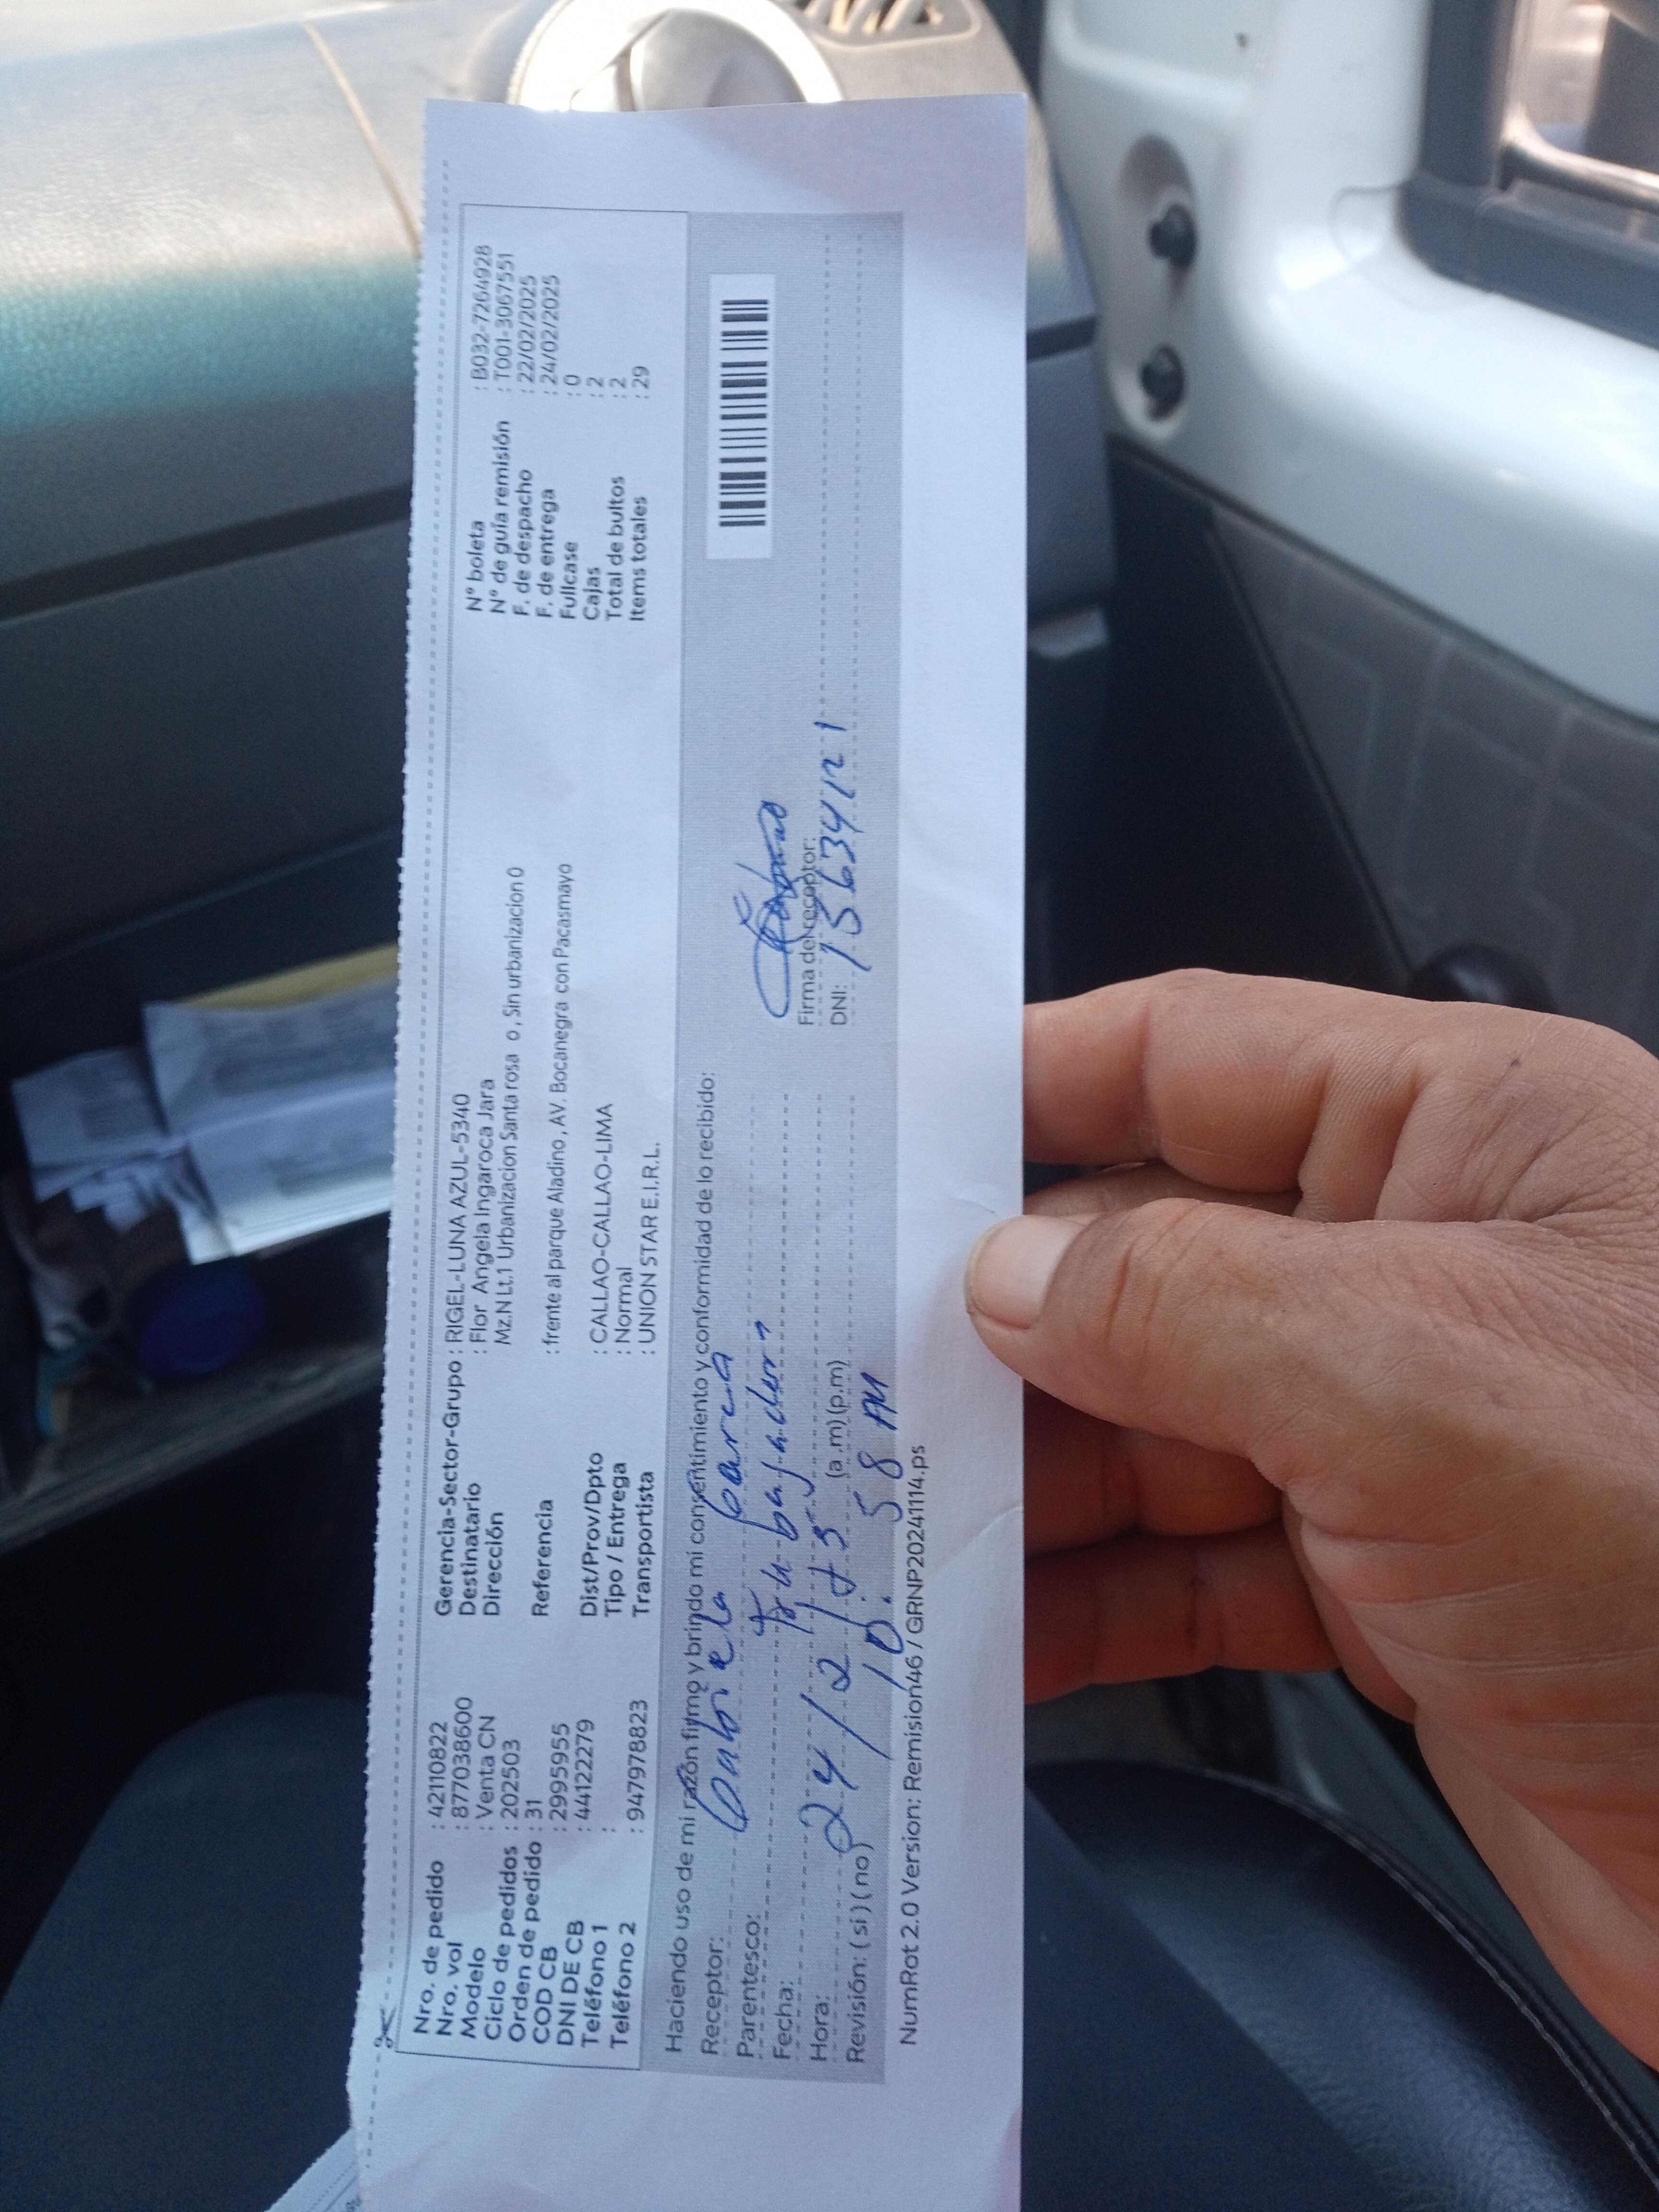 Nro. de pedido : 42110822
Nro. vol : 877038600
Modelo : Venta CN
Ciclo de pedidos : 202503
Orden de pedido : 31
COD CB : 2995955
DNI DE CB : 44122279
Teléfono 1 :
Teléfono 2 : 947978823
Gerencia-Sector-Grupo : RIGEL-LUNA AZUL-5340
Destinatario : Flor Angela Ingaroca Jara
Dirección Mz.N Lt.1 Urbanizacion Santa rosa o, Sin urbanizacion 0
Referencia : frente al parque Aladino , AV. Bocanegra con Pacasmayo
Dist/Prov/Dpto : CALLAO-CALLAO-LIMA
Tipo / Entrega : Normal
Transportista : UNION STAR E.I.R.L.
N° boleta : B032-7264928
N° de guía remisión : T001-3067551
F. de despacho : 22/02/2025
F. de entrega : 24/02/2025
Fullcase : 0
Cajas : 2
Total de bultos : 2
Items totales : 29
Haciendo uso de mi razón firmo y brindo mi consentimiento y conformidad de lo recibido:
Receptor: Gabriela Garcia
Parentesco:
Fecha: 24/2/
Hora: (a.m) (p.m) 10:58 AM
Revisión: ( si ) ( no )
Firma del receptor:
DNI:
NumRot 2.0 Version: Remision46 / GRNP20241114.ps